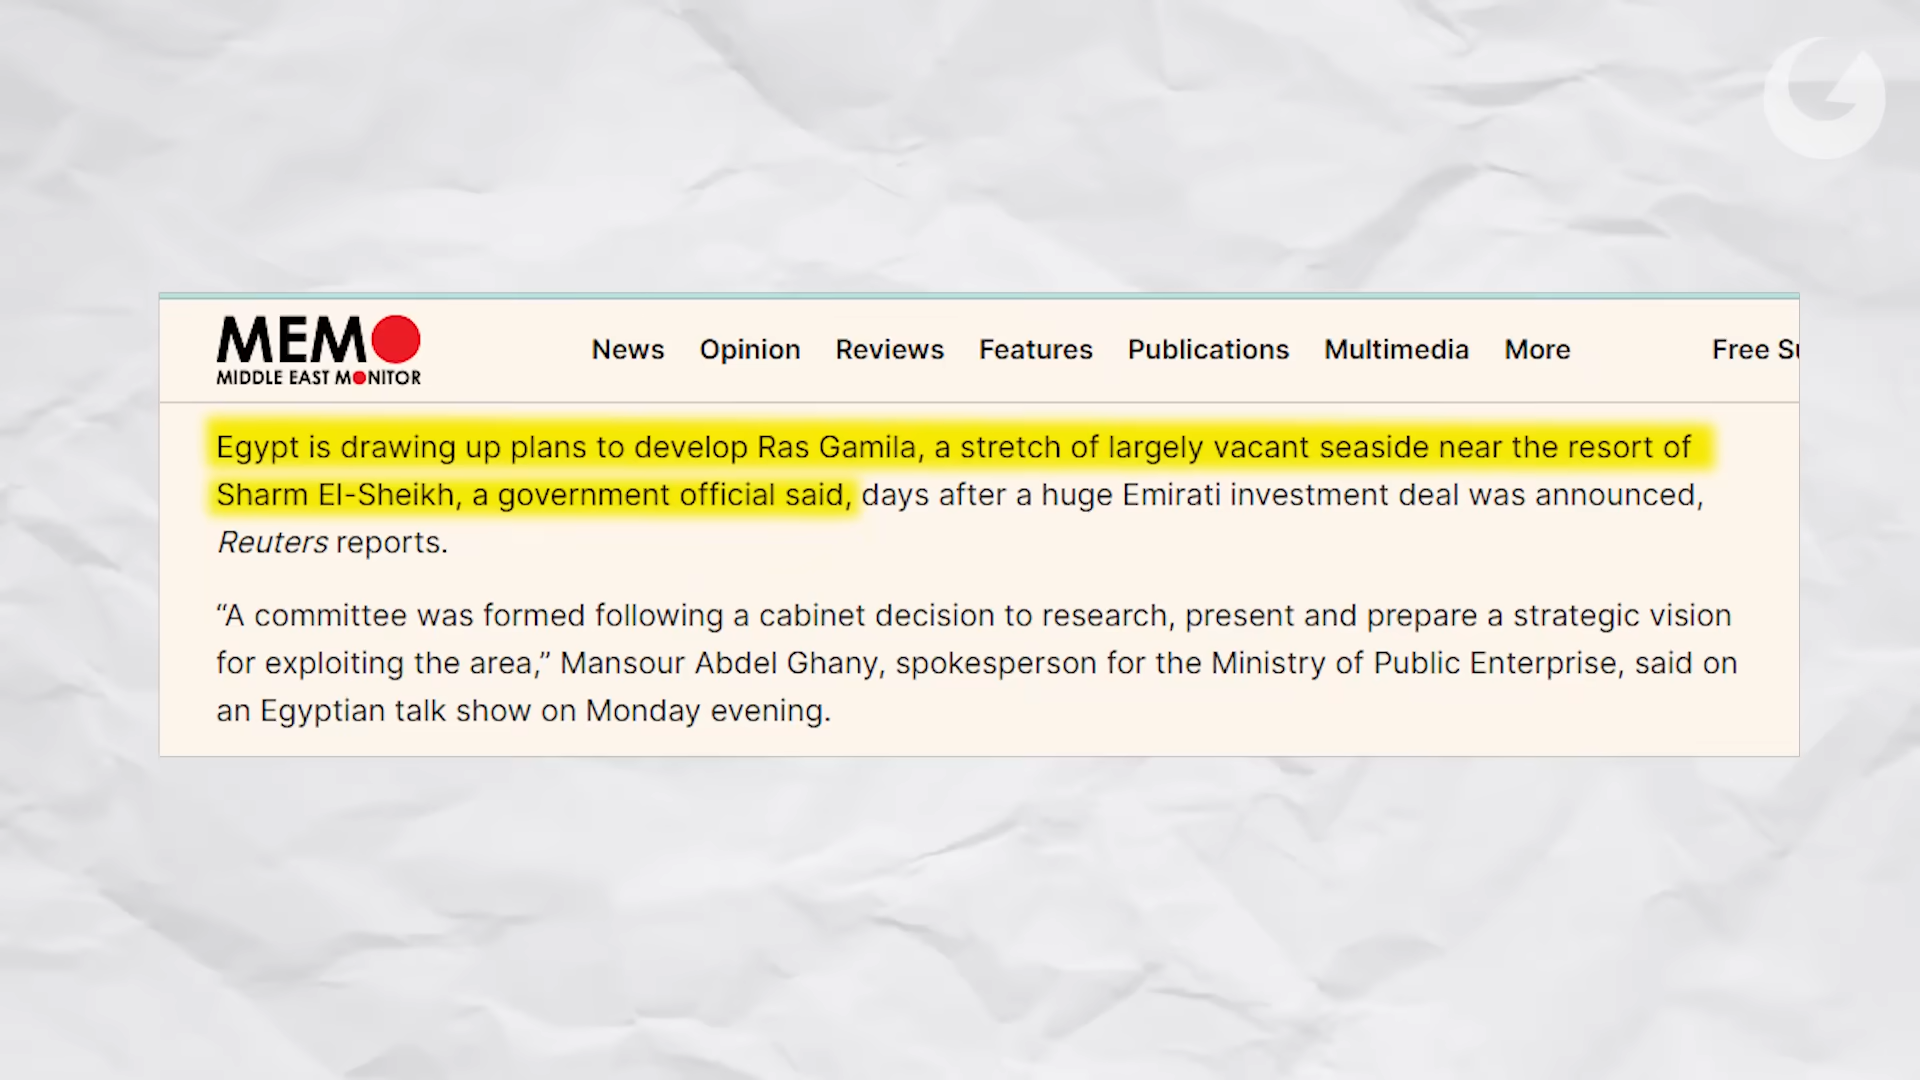 MEMO
MIDDLE EAST MONITOR
News Opinion Reviews Features Publications Multimedia More Free
Egypt is drawing up plans to develop Ras Gamila, a stretch of largely vacant seaside near the resort of
Sharm El-Sheikh, a government official said, days after a huge Emirati investment deal was announced,
Reuters reports.
“A committee was formed following a cabinet decision to research, present and prepare a strategic vision
for exploiting the area,” Mansour Abdel Ghany, spokesperson for the Ministry of Public Enterprise, said on
an Egyptian talk show on Monday evening.